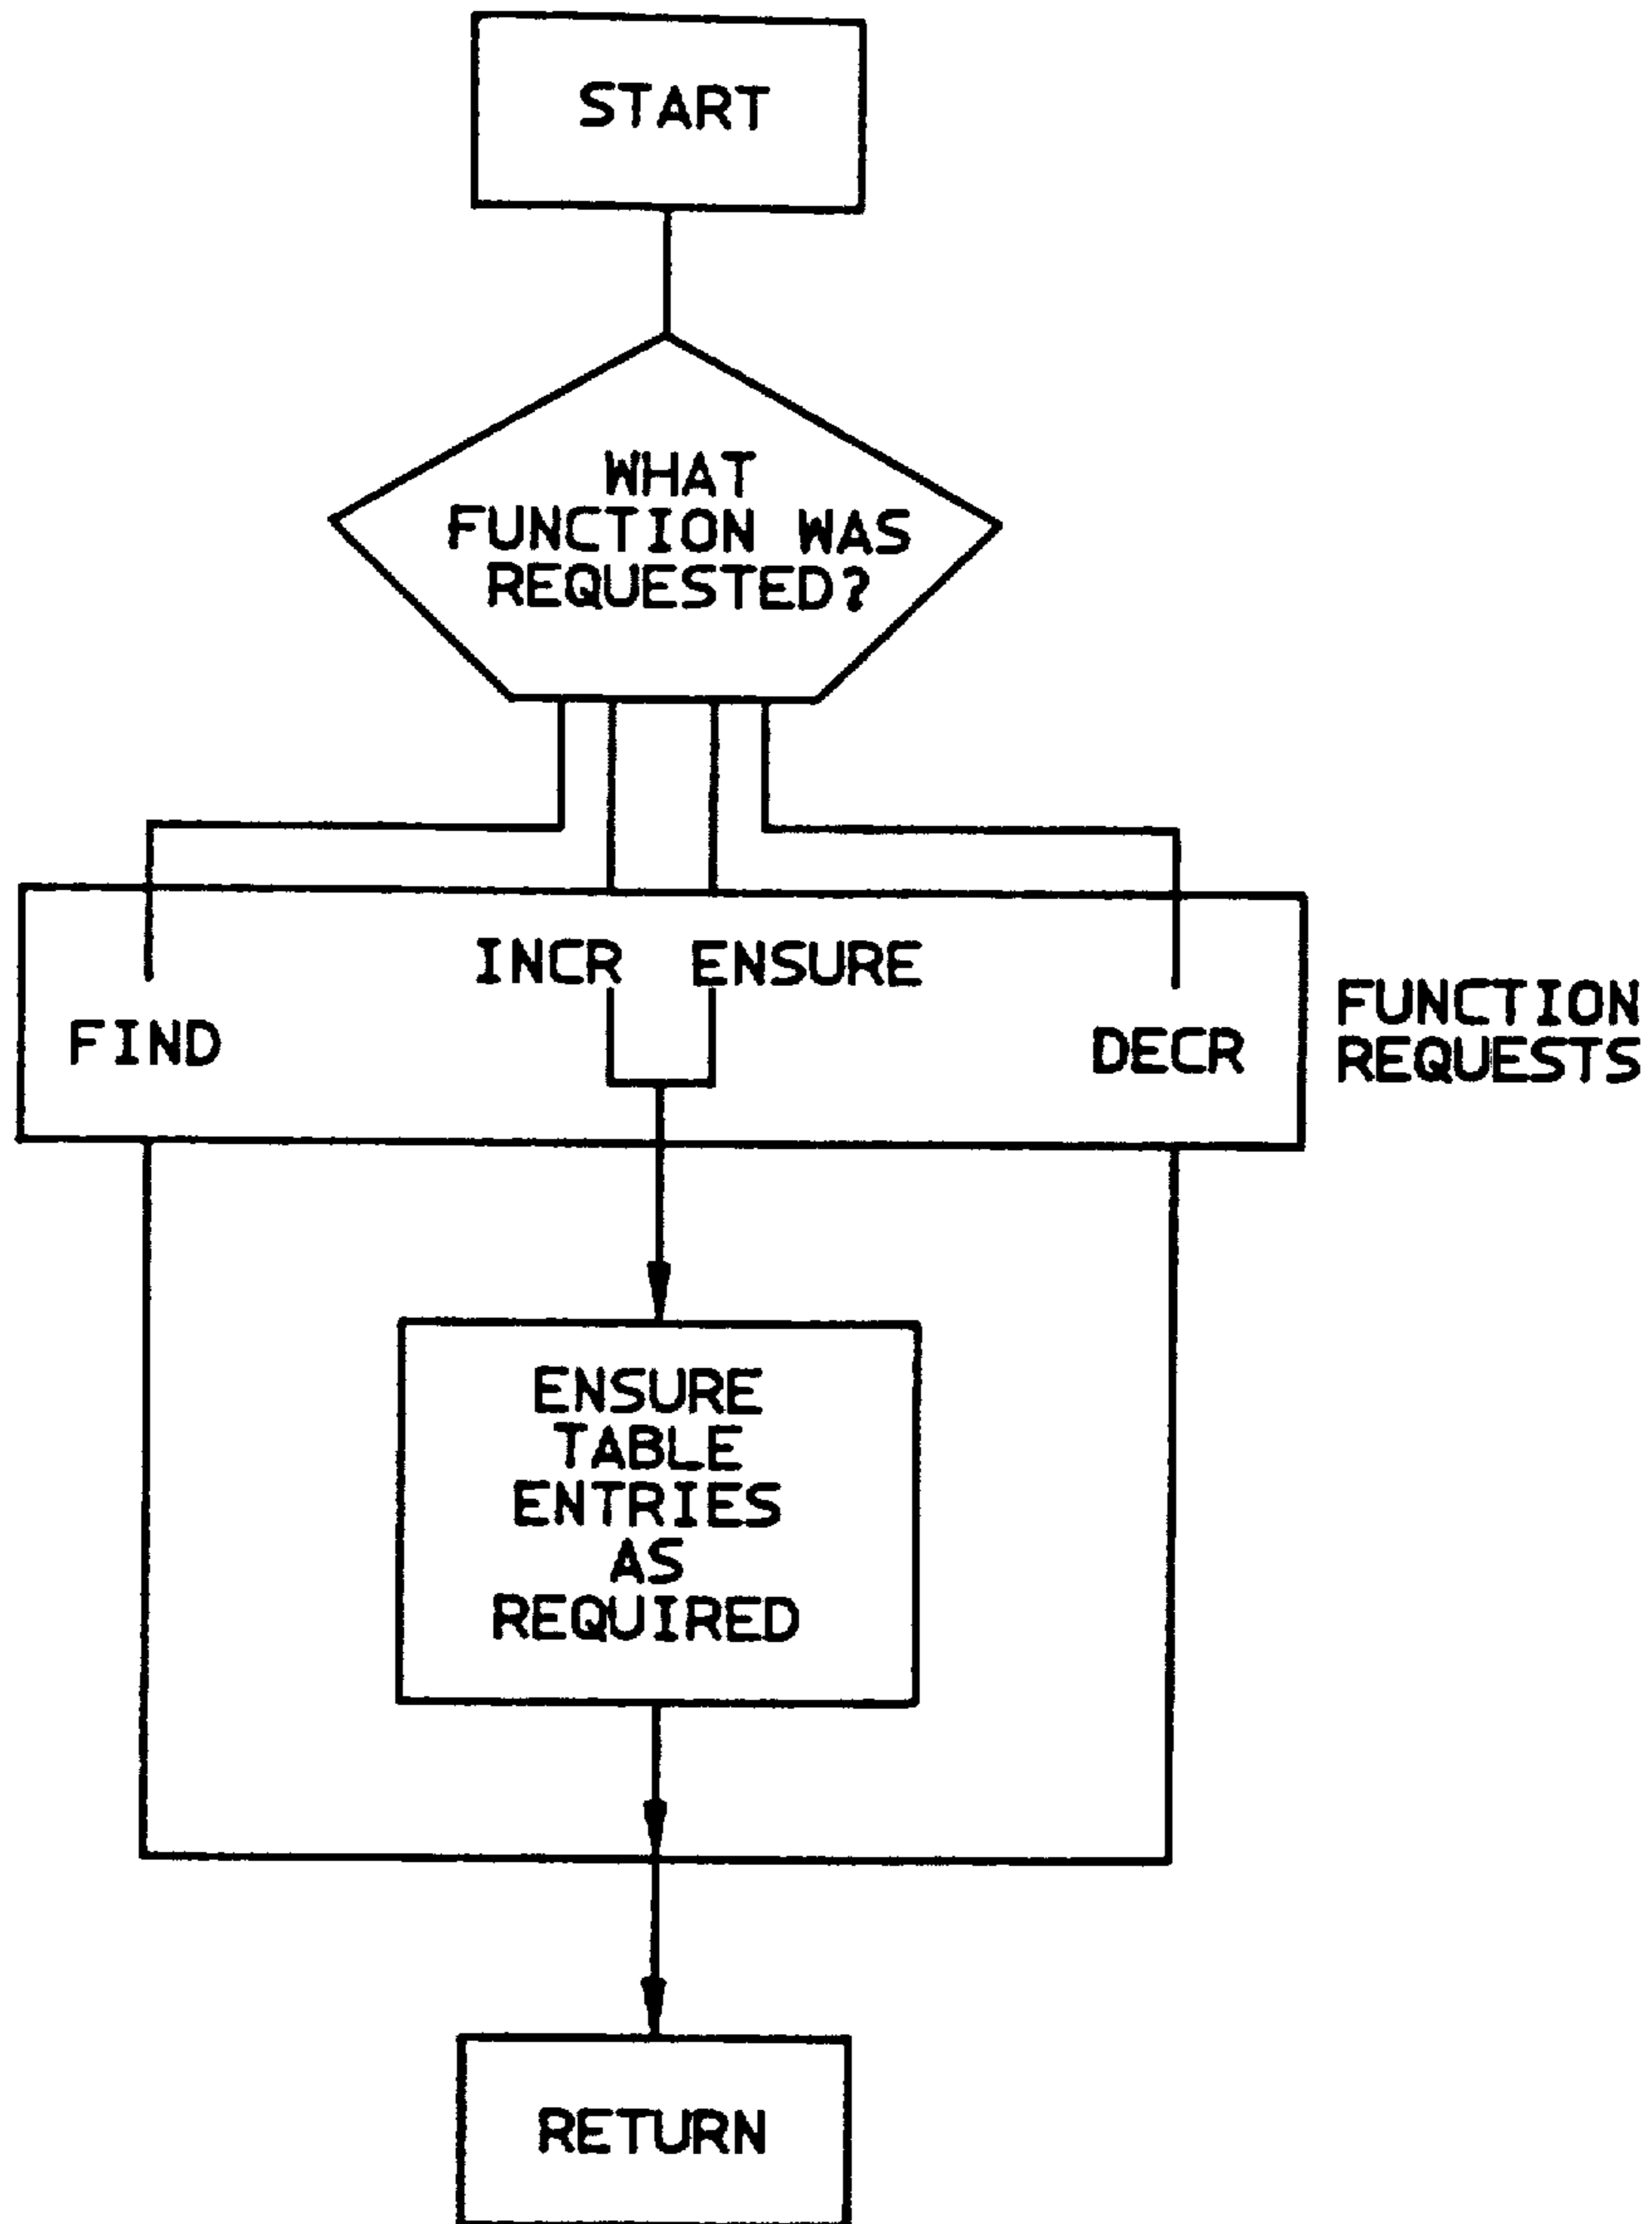 START
WHAT
FUNCTION WAS
REQUESTED?
INCR ENSURE
FIND
DECR
FUNCTION
REQUESTS
ENSURE
TABLE
ENTRIES
AS
REQUIRED
RETURN